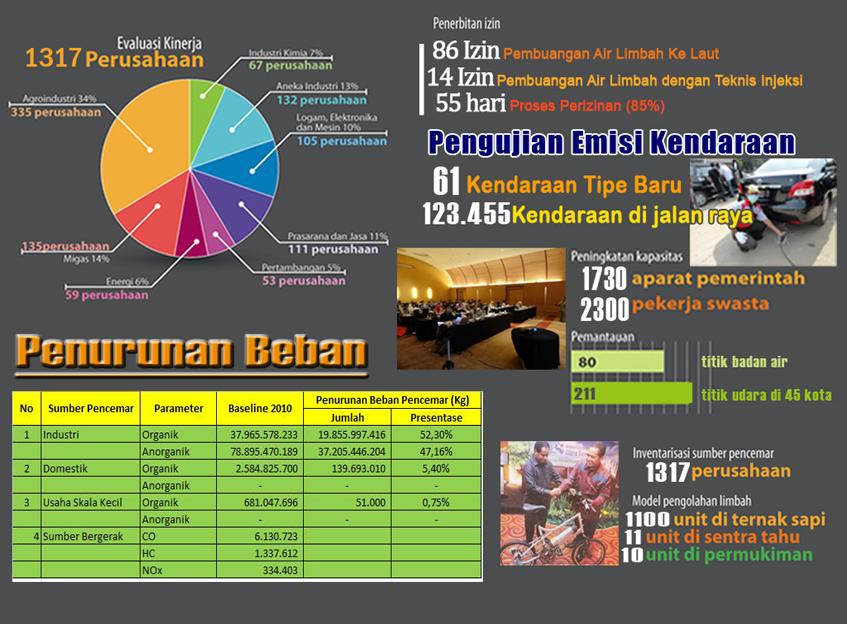 Evaluasi Kinerja
1317 Perusahaan
Industri Kimia 7%
67 perusahaan
Aneka Industri 13%
132 perusahaan
Logam, Elektronika
dan Mesin 10%
105 perusahaan
Prasarana dan Jasa 11%
111 perusahaan
Pertambangan 5%
53 perusahaan
Energi 6%
59 perusahaan
135perusahaan
Migas 14%
Agroindustri 34%
335 perusahaan
Penerbitan izin
86 Izin Pembuangan Air Limbah Ke Laut
14 Izin Pembuangan Air Limbah dengan Teknis Injeksi
55 hari Proses Perizinan (85%)
Pengujian Emisi Kendaraan
61 Kendaraan Tipe Baru
123.455 Kendaraan di jalan raya
Peningkatan kapasitas
1730 aparat pemerintah
2300 pekerja swasta
Pemantauan
80 titik badan air
211 titik udara di 45 kota
Penurunan Beban
No Sumber Pencemar Parameter Baseline 2010 Penurunan Beban Pencemar (Kg)
Jumlah Presentase
1 Industri Organik 37.965.578.233 19.855.997.416 52,30%
Anorganik 78.895.470.189 37.205.446.204 47,16%
2 Domestik Organik 2.584.825.700 139.693.010 5,40%
Anorganik - - -
3 Usaha Skala Kecil Organik 681.047.696 51.000 0,75%
Anorganik - - -
4 Sumber Bergerak CO 6.130.723
HC 1.337.612
NOx 334.403
Inventarisasi sumber pencemar
1317 perusahaan
Model pengolahan limbah
1100 unit di ternak sapi
11 unit di sentra tahu
10 unit di permukiman